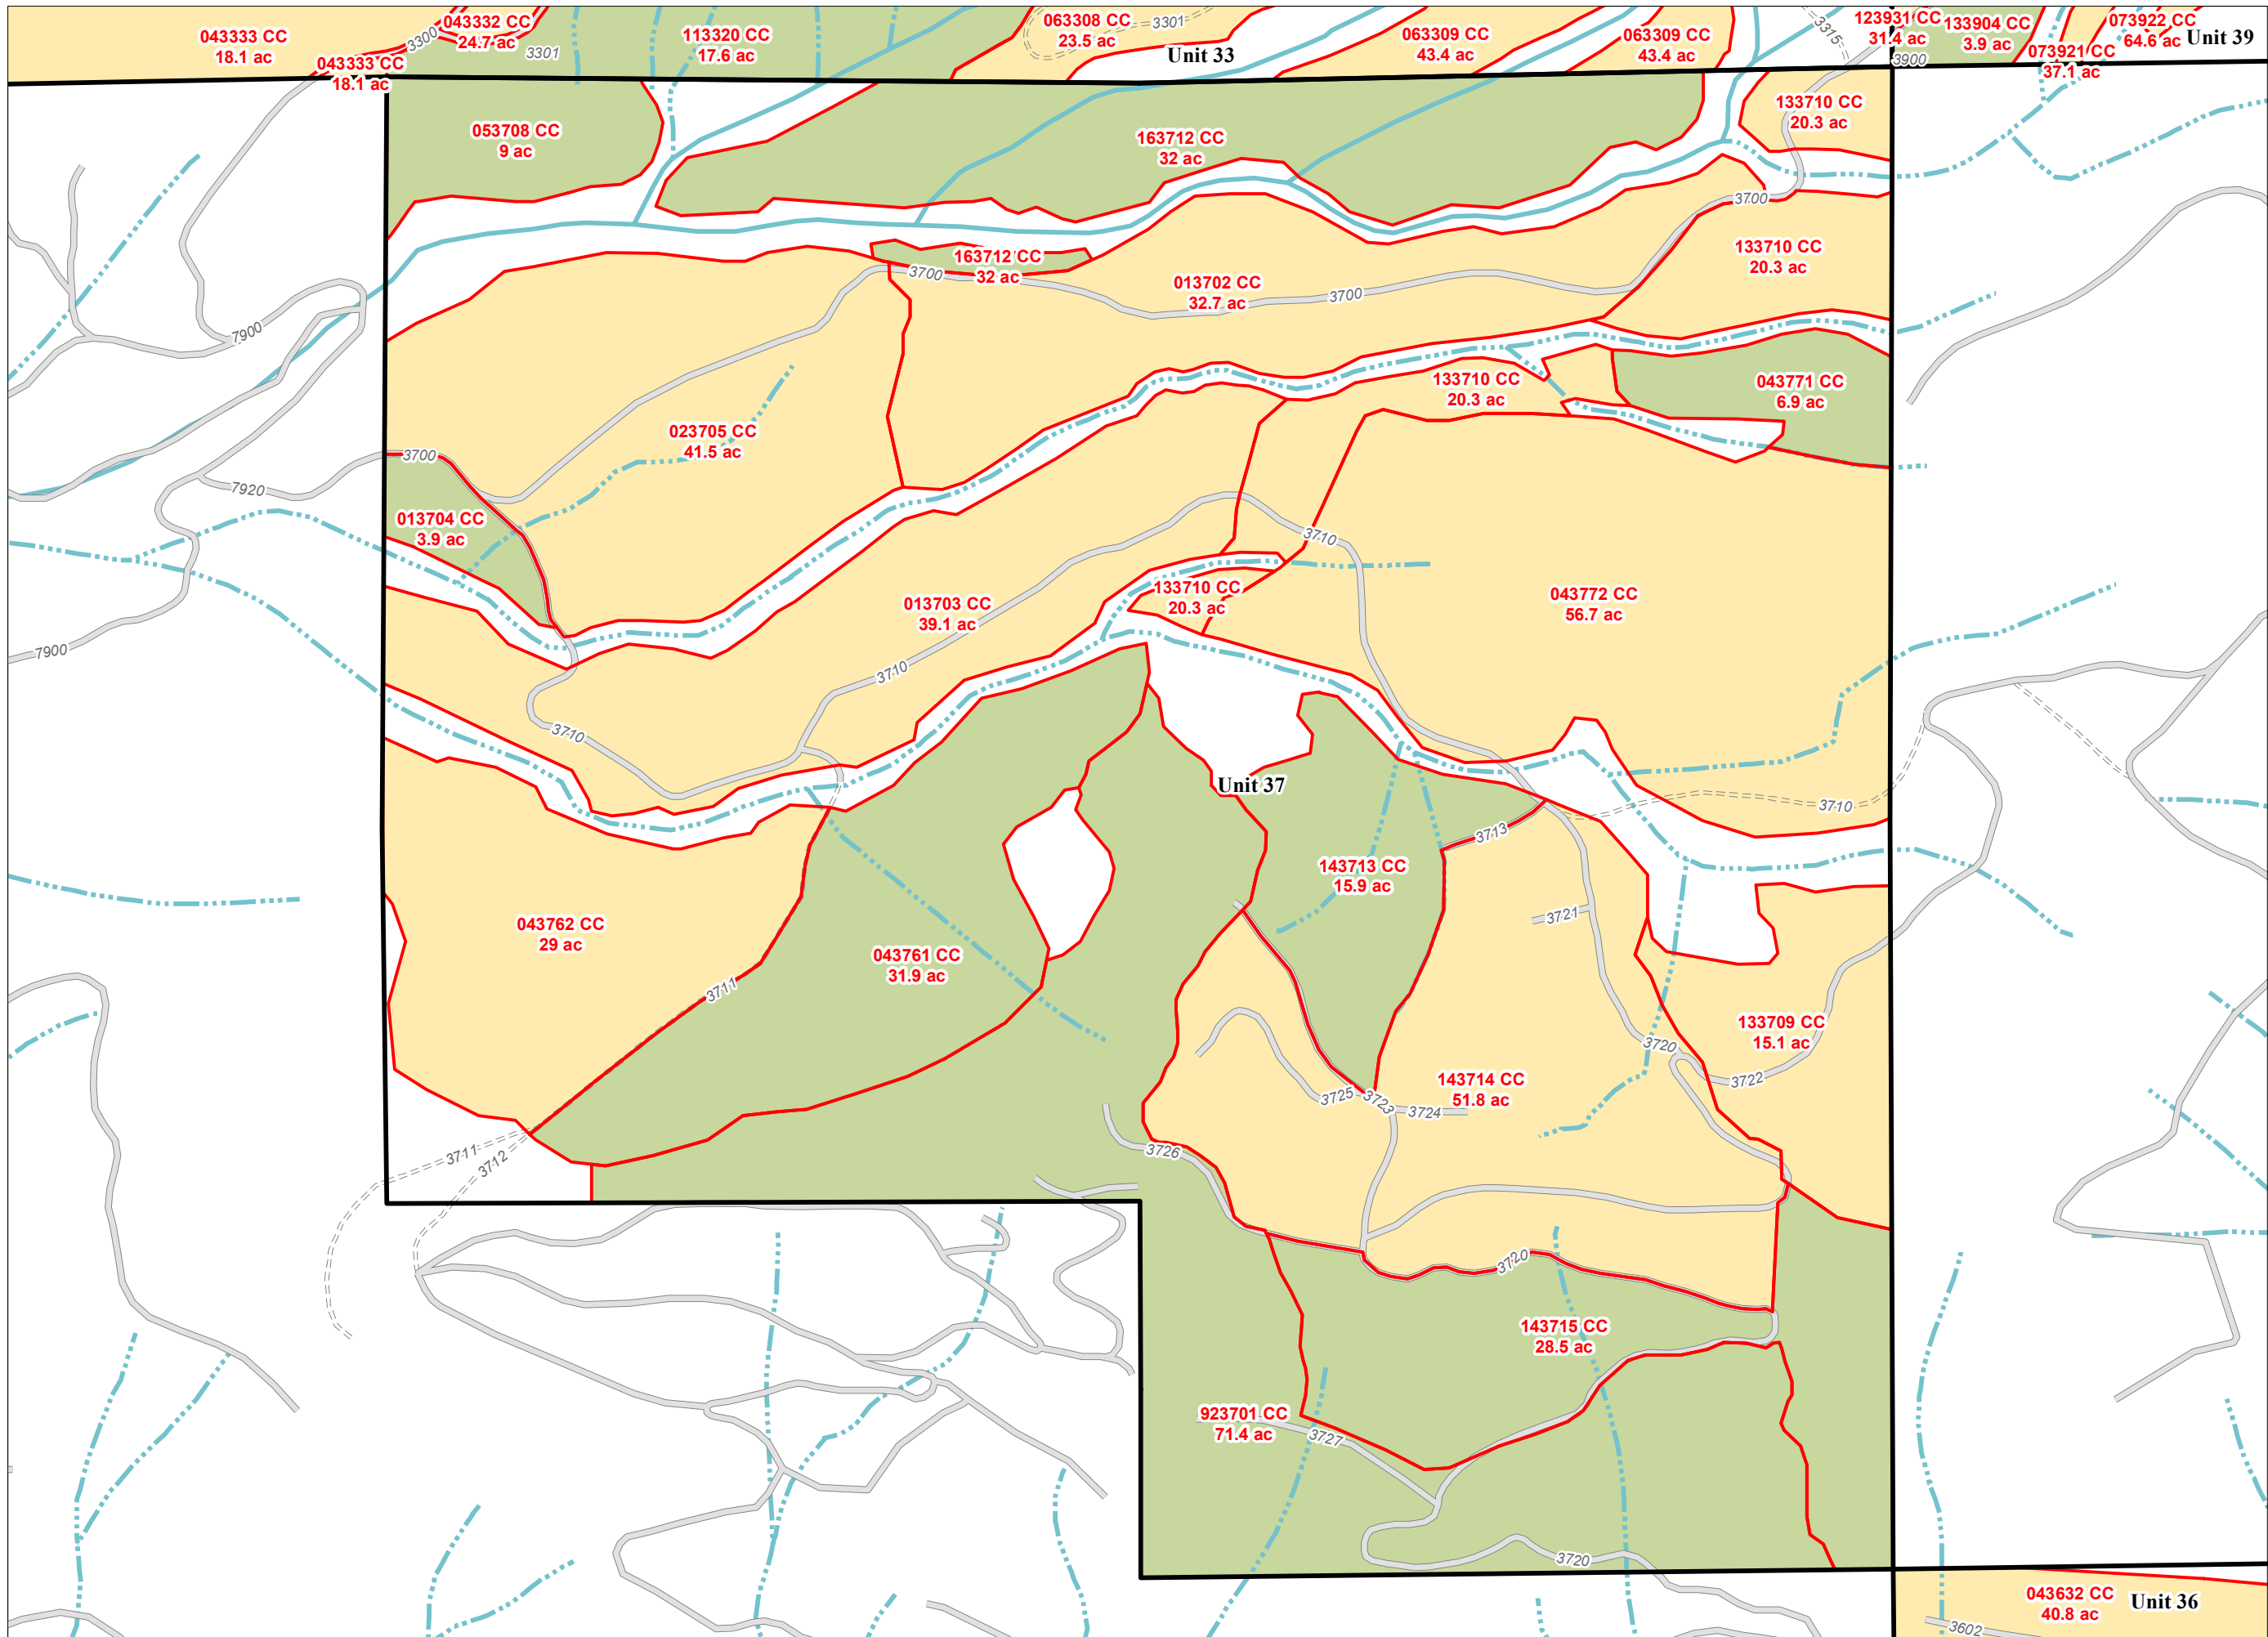 043333 CC
18.1 ac
043333 CC
18.1 ac
3300
043332 CC
24.7 ac
3301
113320 CC
17.6 ac
063308 CC
23.5 ac
3301
Unit 33
063309 CC
43.4 ac
063309 CC
43.4 ac
3315
123931 CC
31.4 ac
133904 CC
3.9 ac
073922 CC
64.6 ac
073921 CC
37.1 ac
Unit 39
3900
053708 CC
9 ac
163712 CC
32 ac
133710 CC
20.3 ac
3700
163712 CC
32 ac
3700
013702 CC
32.7 ac
3700
133710 CC
20.3 ac
7900
023705 CC
41.5 ac
133710 CC
20.3 ac
043771 CC
6.9 ac
3700
7920
013704 CC
3.9 ac
3710
013703 CC
39.1 ac
133710 CC
20.3 ac
043772 CC
56.7 ac
7900
3710
3710
Unit 37
3710
3713
143713 CC
15.9 ac
3721
043762 CC
29 ac
043761 CC
31.9 ac
3711
133709 CC
15.1 ac
3720
3722
143714 CC
51.8 ac
3725
3723
3724
3711
3712
3726
3720
143715 CC
28.5 ac
923701 CC
71.4 ac
3727
3720
043632 CC
40.8 ac
Unit 36
3602